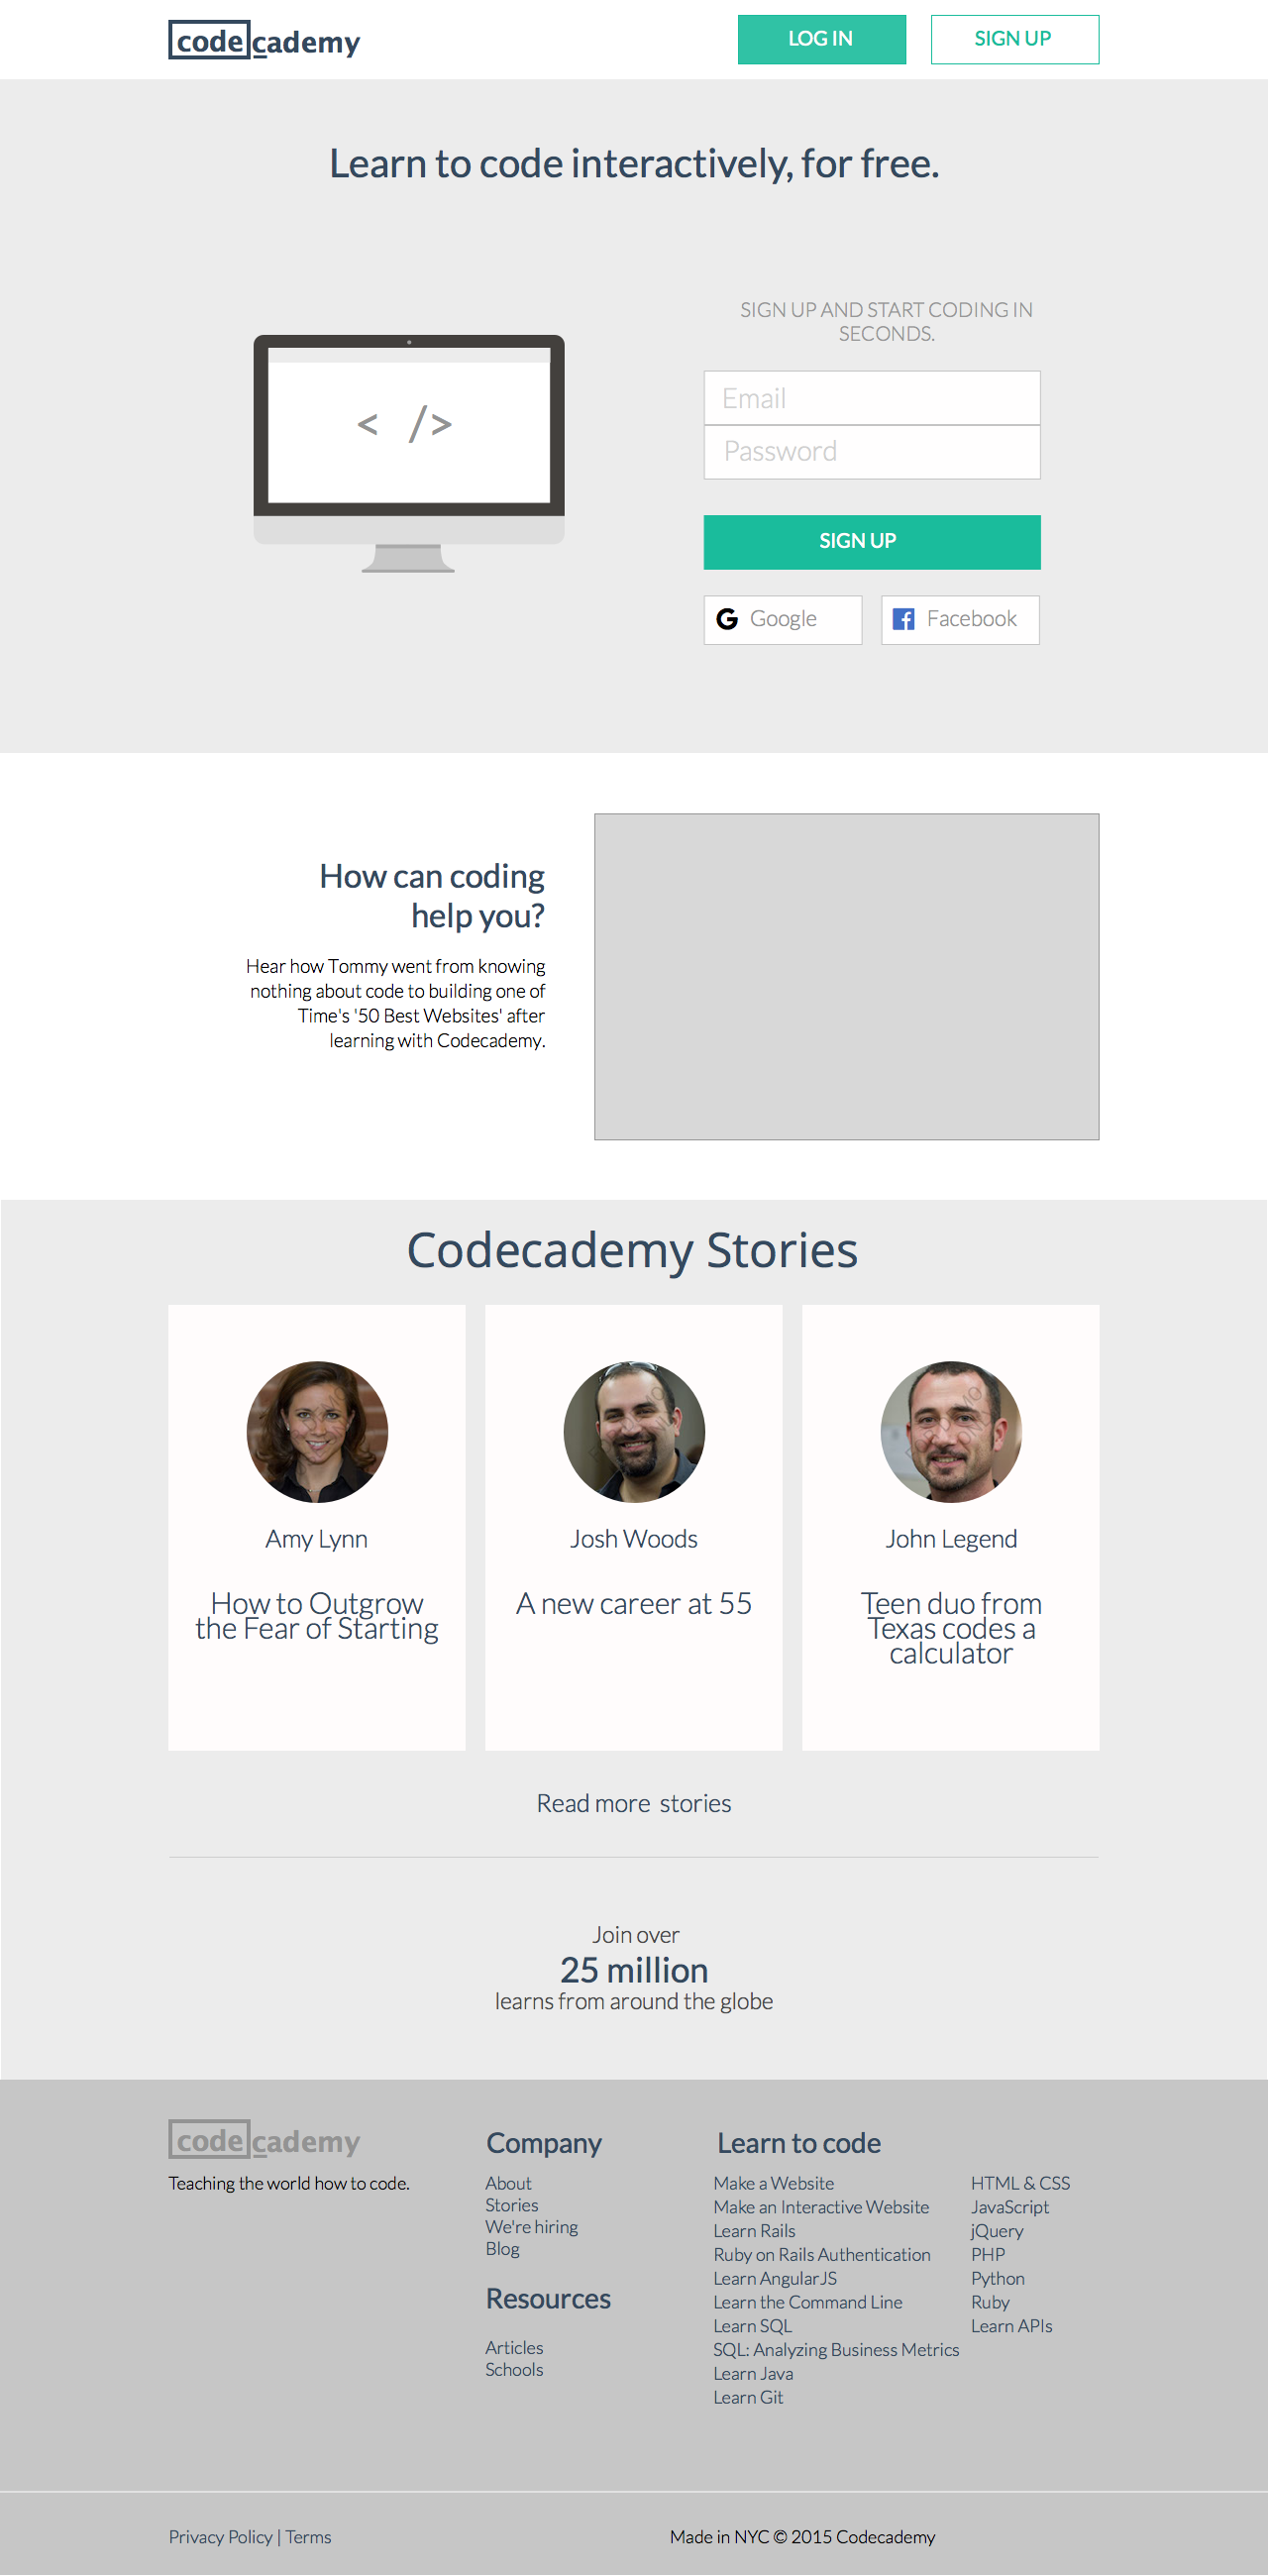 codecademy
LOG IN
SIGN UP
Learn to code interactively, for free.
SIGN UP AND START CODING IN
SECONDS.
< />
Email
Password
SIGN UP
Google
Facebook
How can coding
help you?
Hear how Tommy went from knowing
nothing about code to building one of
Time's '50 Best Websites' after
learning with Codecademy.
Codecademy Stories
Amy Lynn
How to Outgrow
the Fear of Starting
Josh Woods
A new career at 55
John Legend
Teen duo from
Texas codes a
calculator
Read more stories
Join over
25 million
learns from around the globe
codecademy
Teaching the world how to code.
Company
About
Stories
We're hiring
Blog
Resources
Articles
Schools
Learn to code
Make a Website
Make an Interactive Website
Learn Rails
Ruby on Rails Authentication
Learn AngularJS
Learn the Command Line
Learn SQL
SQL: Analyzing Business Metrics
Learn Java
Learn Git
HTML & CSS
JavaScript
jQuery
PHP
Python
Ruby
Learn APIs
Privacy Policy | Terms
Made in NYC © 2015 Codecademy